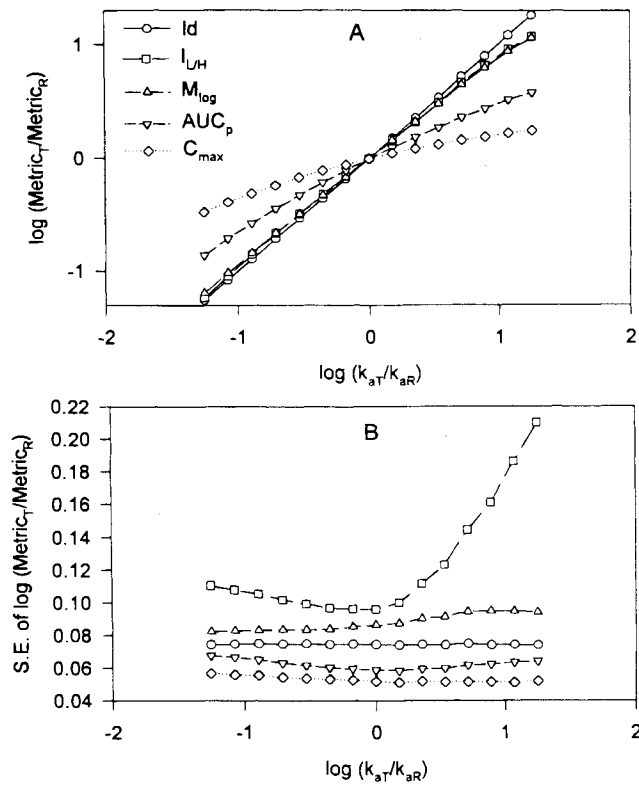 A
Id
I_L/H
M_log
AUC_p
C_max
log (Metric_T/Metric_R)
1
0
-1
-2
-1
0
1
2
log (k_aT/k_aR)
B
S.E. of log (Metric_T/Metric_R)
0.22
0.20
0.18
0.16
0.14
0.12
0.10
0.08
0.06
0.04
-2
-1
0
1
2
log (k_aT/k_aR)